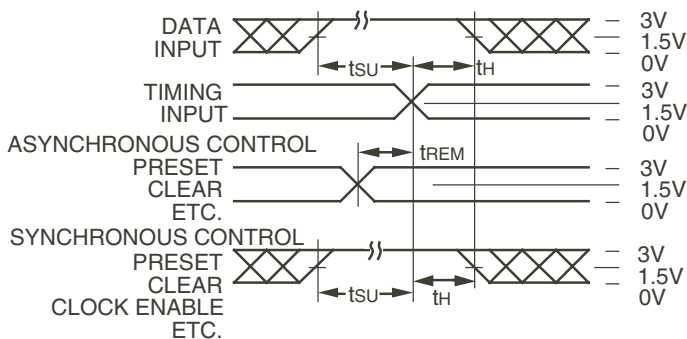 DATA
INPUT
tSU
tH
3V
1.5V
0V
TIMING
INPUT
3V
1.5V
0V
ASYNCHRONOUS CONTROL
PRESET
CLEAR
ETC.
tREM
3V
1.5V
0V
SYNCHRONOUS CONTROL
PRESET
CLEAR
CLOCK ENABLE
ETC.
tSU
tH
3V
1.5V
0V